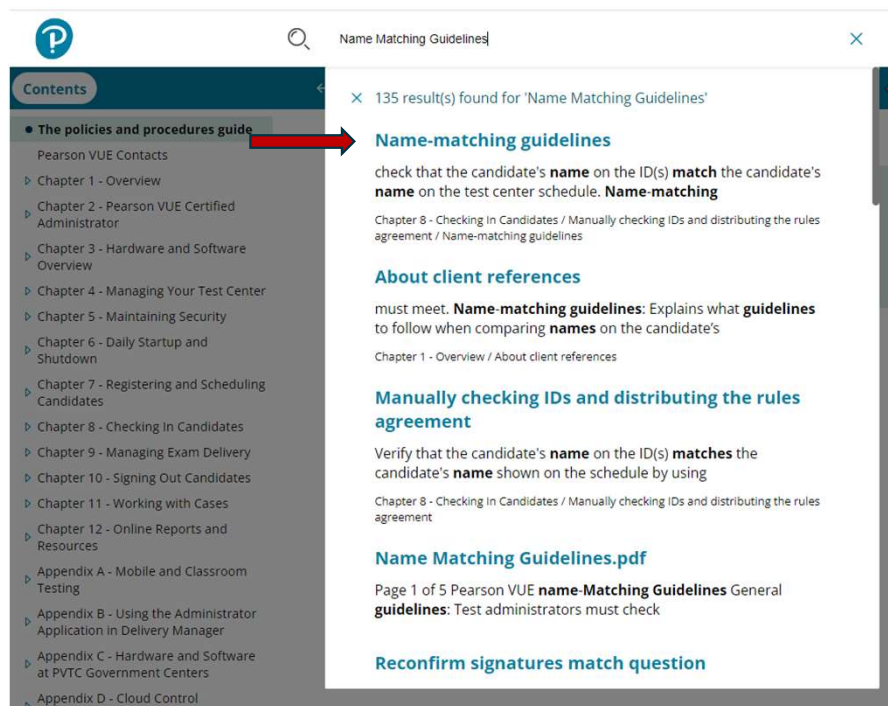 Name Matching Guidelines
Contents
The policies and procedures guide
Pearson VUE Contacts
Chapter 1 - Overview
Chapter 2 - Pearson VUE Certified
Administrator
Chapter 3 - Hardware and Software
Overview
Chapter 4 - Managing Your Test Center
Chapter 5 - Maintaining Security
Chapter 6 - Daily Startup and
Shutdown
Chapter 7 - Registering and Scheduling
Candidates
Chapter 8 - Checking In Candidates
Chapter 9 - Managing Exam Delivery
Chapter 10 - Signing Out Candidates
Chapter 11 - Working with Cases
Chapter 12 - Online Reports and
Resources
Appendix A - Mobile and Classroom
Testing
Appendix B - Using the Administrator
Application in Delivery Manager
Appendix C - Hardware and Software
at PVTC Government Centers
Appendix D - Cloud Control
135 result(s) found for 'Name Matching Guidelines'
Name-matching guidelines
check that the candidate's name on the ID(s) match the candidate's
name on the test center schedule. Name-matching
Chapter 8 - Checking In Candidates / Manually checking IDs and distributing the rules
agreement / Name-matching guidelines
About client references
must meet. Name-matching guidelines: Explains what guidelines
to follow when comparing names on the candidate's
Chapter 1 - Overview / About client references
Manually checking IDs and distributing the rules
agreement
Verify that the candidate's name on the ID(s) matches the
candidate's name shown on the schedule by using
Chapter 8 - Checking In Candidates / Manually checking IDs and distributing the rules
agreement
Name Matching Guidelines.pdf
Page 1 of 5 Pearson VUE name-Matching Guidelines General
guidelines: Test administrators must check
Reconfirm signatures match question